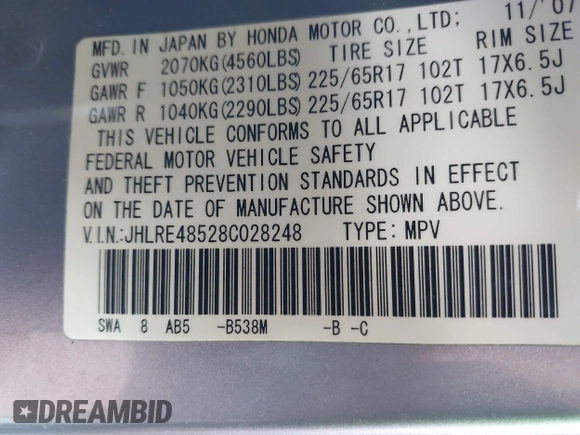 MFD. IN JAPAN BY HONDA MOTOR CO.,LTD; 11/'07
GVWR 2070KG(4560LBS) TIRE SIZE RIM SIZE
GAWR F 1050KG(2310LBS) 225/65R17 102T 17X6.5J
GAWR R 1040KG(2290LBS) 225/65R17 102T 17X6.5J
THIS VEHICLE CONFORMS TO ALL APPLICABLE
FEDERAL MOTOR VEHICLE SAFETY
AND THEFT PREVENTION STANDARDS IN EFFECT
ON THE DATE OF MANUFACTURE SHOWN ABOVE.
V.I.N.:JHLRE48528C028248 TYPE: MPV
SWA 8 AB5 -B538M -B -C
DREAMBID